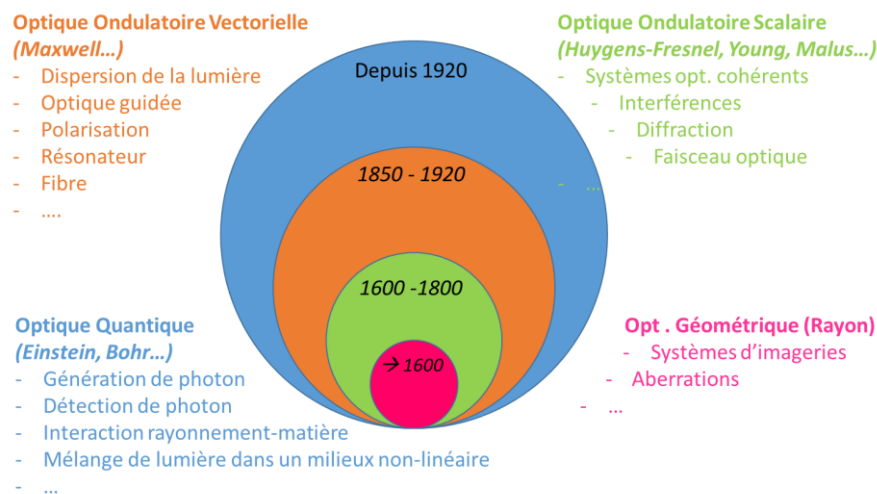 Optique Ondulatoire Vectorielle
(Maxwell…)
- Dispersion de la lumière
- Optique guidée
- Polarisation
- Résonateur
- Fibre
- ….
Optique Ondulatoire Scalaire
(Huygens-Fresnel, Young, Malus…)
- Systèmes opt. cohérents
- Interférences
- Diffraction
- Faisceau optique
- …
Depuis 1920
1850 - 1920
1600 -1800
→ 1600
Optique Quantique
(Einstein, Bohr…)
- Génération de photon
- Détection de photon
- Interaction rayonnement-matière
- Mélange de lumière dans un milieux non-linéaire
- …
Opt . Géométrique (Rayon)
- Systèmes d’imageries
- Aberrations
- …